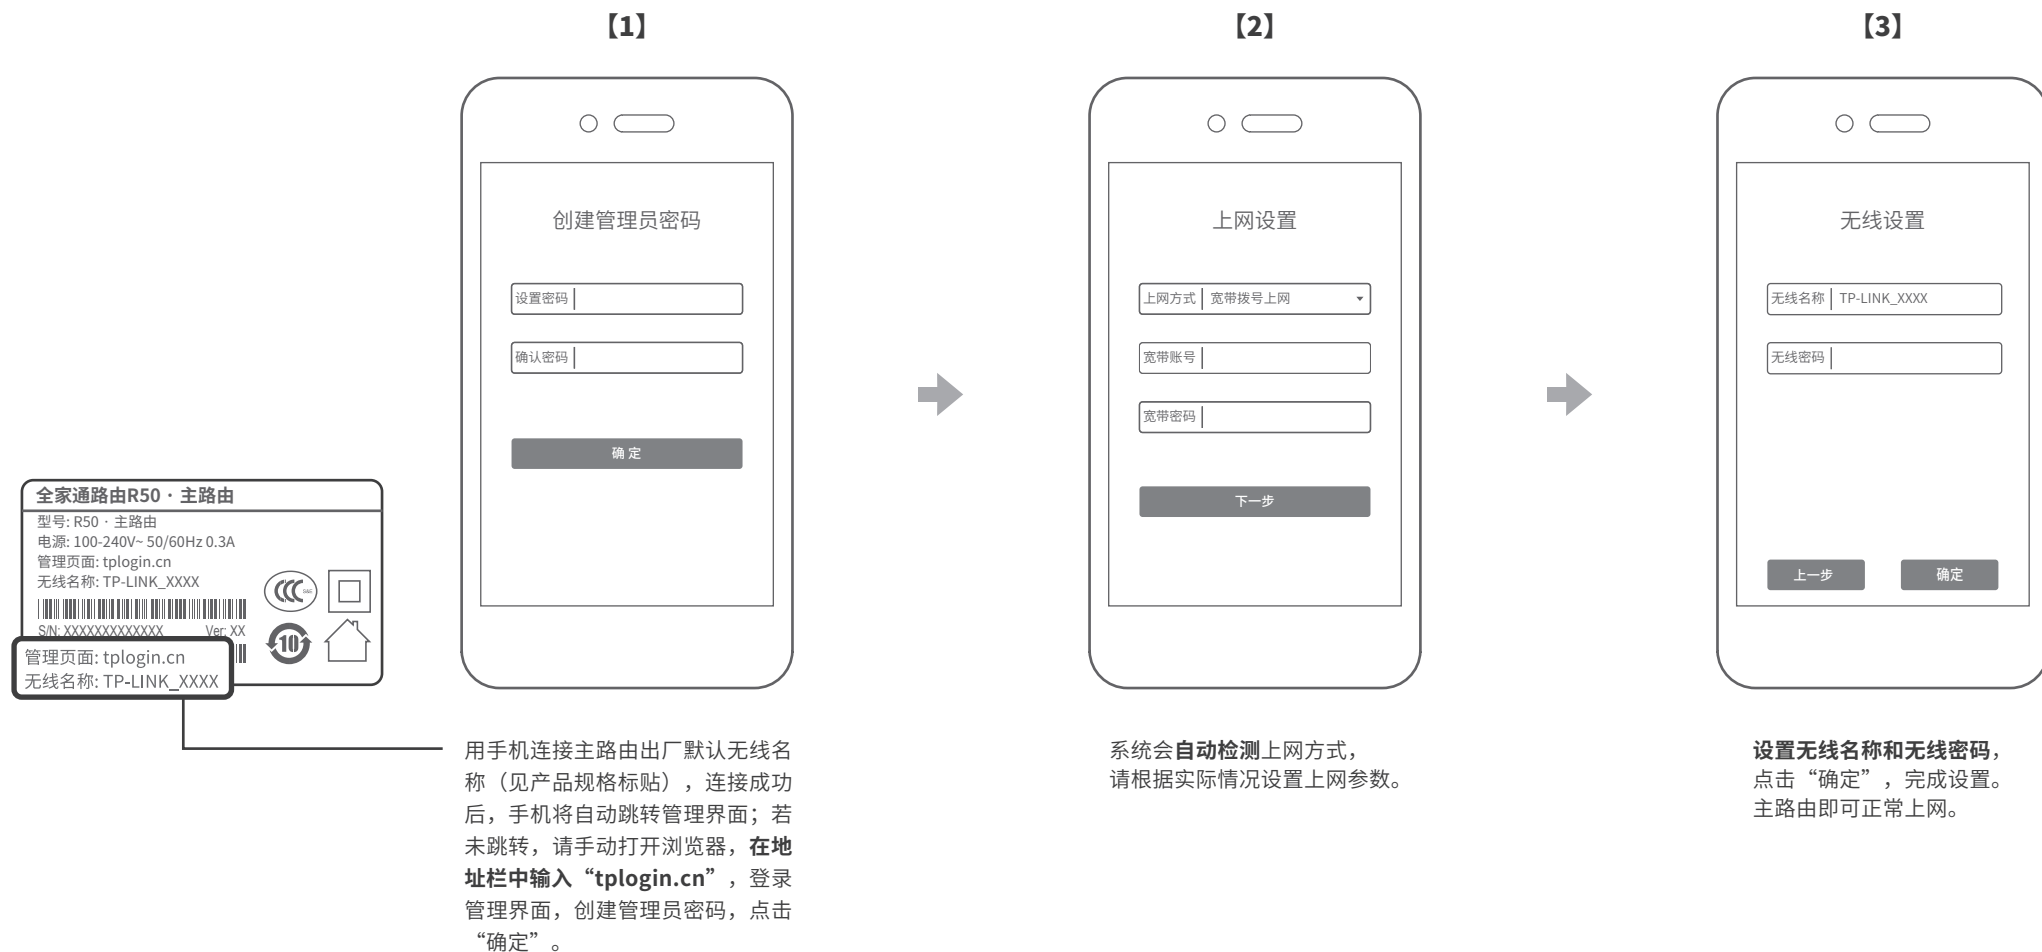 【1】
创建管理员密码
设置密码
确认密码
确 定
全家通路由R50 · 主路由
型号: R50 · 主路由
电源: 100-240V~ 50/60Hz 0.3A
管理页面: tplogin.cn
无线名称: TP-LINK_XXXX
S/N: XXXXXXXXXXXXX Ver: XX
CCC
S&E
10
管理页面: tplogin.cn
无线名称: TP-LINK_XXXX
用手机连接主路由出厂默认无线名
称（见产品规格标贴），连接成功
后，手机将自动跳转管理界面；若
未跳转，请手动打开浏览器，在地
址栏中输入“tplogin.cn”，登录
管理界面，创建管理员密码，点击
“确定”。
【2】
上网设置
上网方式 宽带拨号上网
宽带账号
宽带密码
下一步
系统会自动检测上网方式，
请根据实际情况设置上网参数。
【3】
无线设置
无线名称 TP-LINK_XXXX
无线密码
上一步 确定
设置无线名称和无线密码，
点击“确定”，完成设置。
主路由即可正常上网。